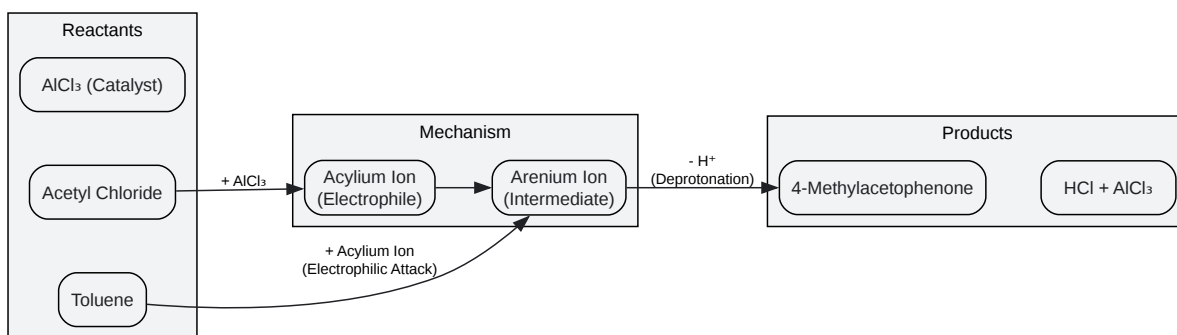 Reactants
AlCl₃ (Catalyst)
Acetyl Chloride
Toluene
+ AlCl₃
Mechanism
Acylium Ion
(Electrophile)
Arenium Ion
(Intermediate)
+ Acylium Ion
(Electrophilic Attack)
- H⁺
(Deprotonation)
Products
4-Methylacetophenone
HCl + AlCl₃